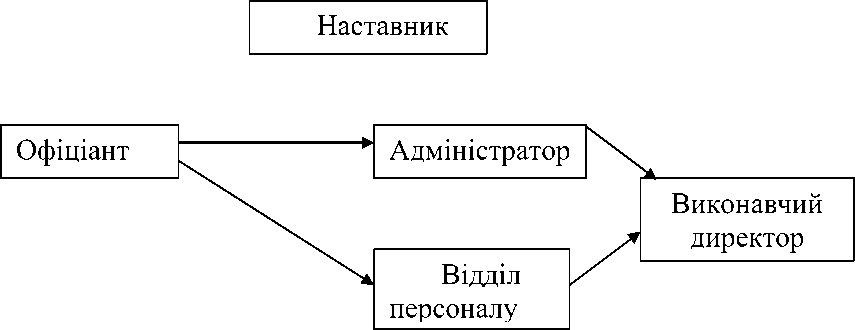 Наставник
Офіціант
Адміністратор
Виконавчий
директор
Відділ
персоналу